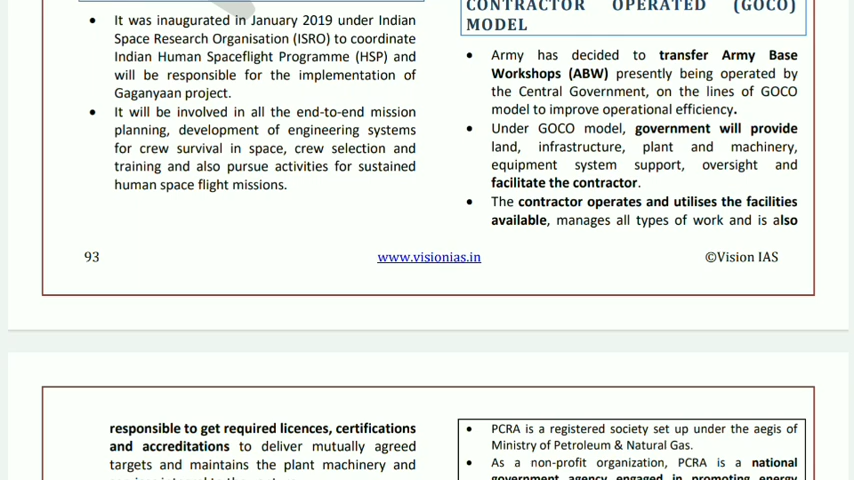 • It was inaugurated in January 2019 under Indian
Space Research Organisation (ISRO) to coordinate
Indian Human Spaceflight Programme (HSP) and
will be responsible for the implementation of
Gaganyaan project.
• It will be involved in all the end-to-end mission
planning, development of engineering systems
for crew survival in space, crew selection and
training and also pursue activities for sustained
human space flight missions.
CONTRACTOR OPERATED (GOCO)
MODEL
• Army has decided to transfer Army Base
Workshops (ABW) presently being operated by
the Central Government, on the lines of GOCO
model to improve operational efficiency.
• Under GOCO model, government will provide
land, infrastructure, plant and machinery,
equipment system support, oversight and
facilitate the contractor.
• The contractor operates and utilises the facilities
available, manages all types of work and is also
93 www.visionias.in ©Vision IAS
responsible to get required licences, certifications
and accreditations to deliver mutually agreed
targets and maintains the plant machinery and
• PCRA is a registered society set up under the aegis of
Ministry of Petroleum & Natural Gas.
• As a non-profit organization, PCRA is a national
government agency engaged in promoting energy